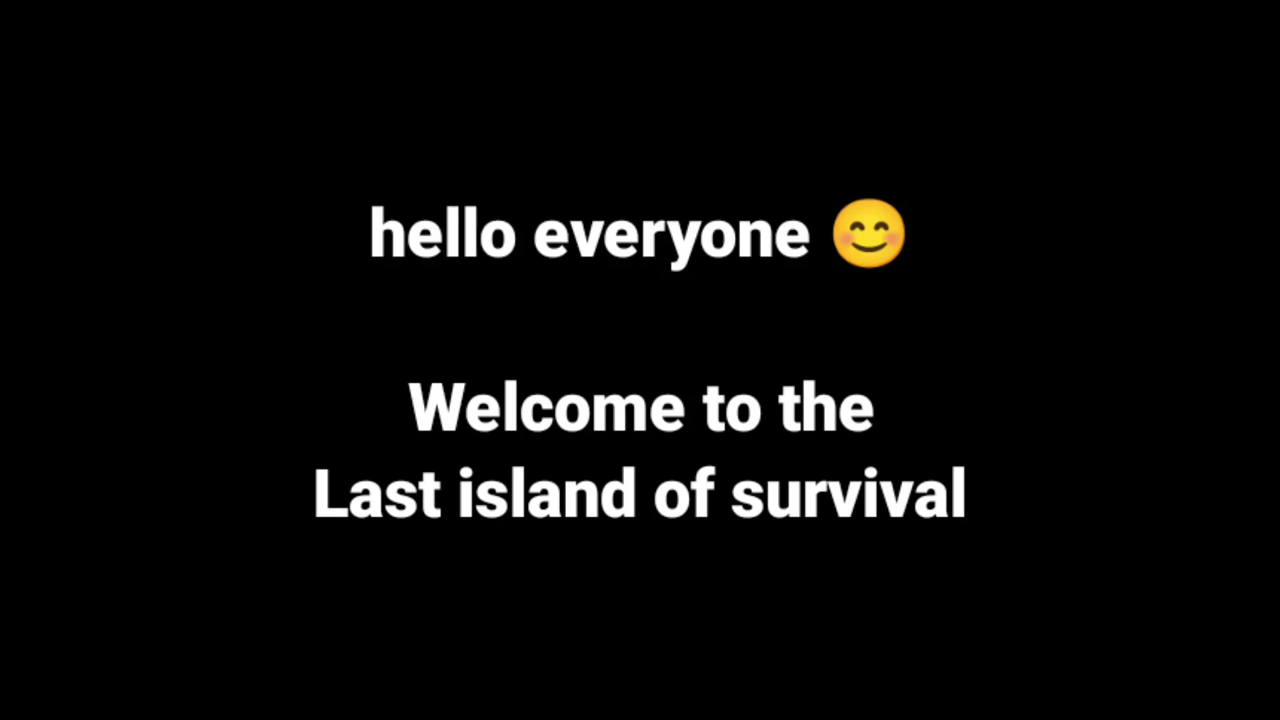 hello everyone 😊
Welcome to the
Last island of survival